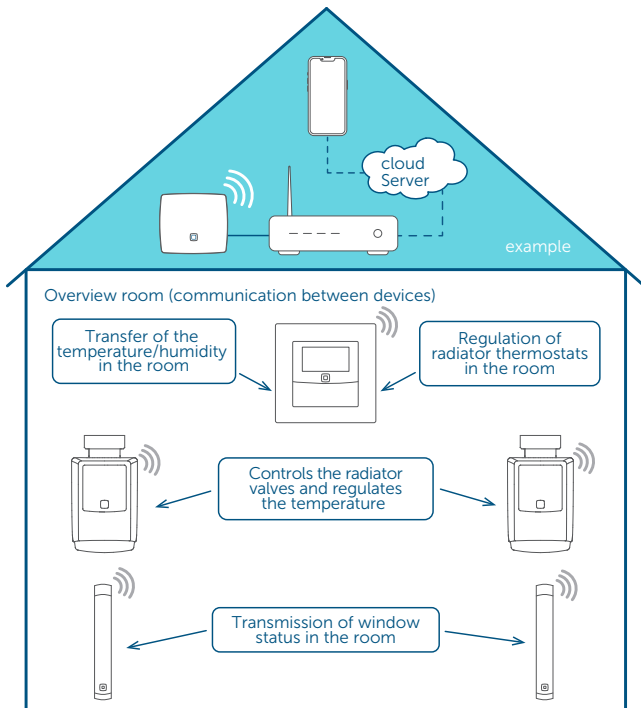 cloud
Server
example
Overview room (communication between devices)
Transfer of the
temperature/humidity
in the room
Regulation of
radiator thermostats
in the room
Controls the radiator
valves and regulates
the temperature
Transmission of window
status in the room